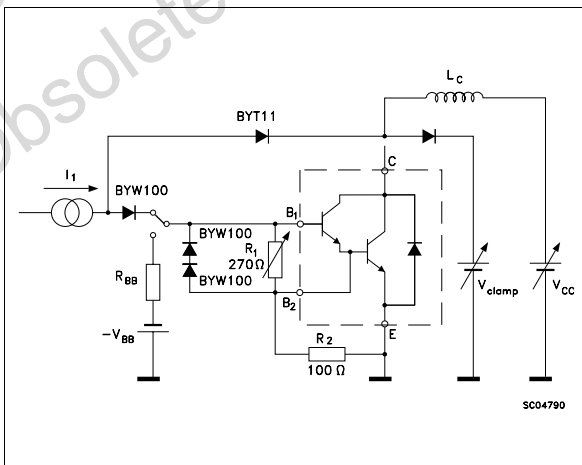 Obsolete
L_C
BYT11
I_1
BYW100
C
B_1
BYW100
R_1
270Ω
BYW100
R_BB
B_2
V_clamp
V_CC
-V_BB
E
R_2
100 Ω
SC04790